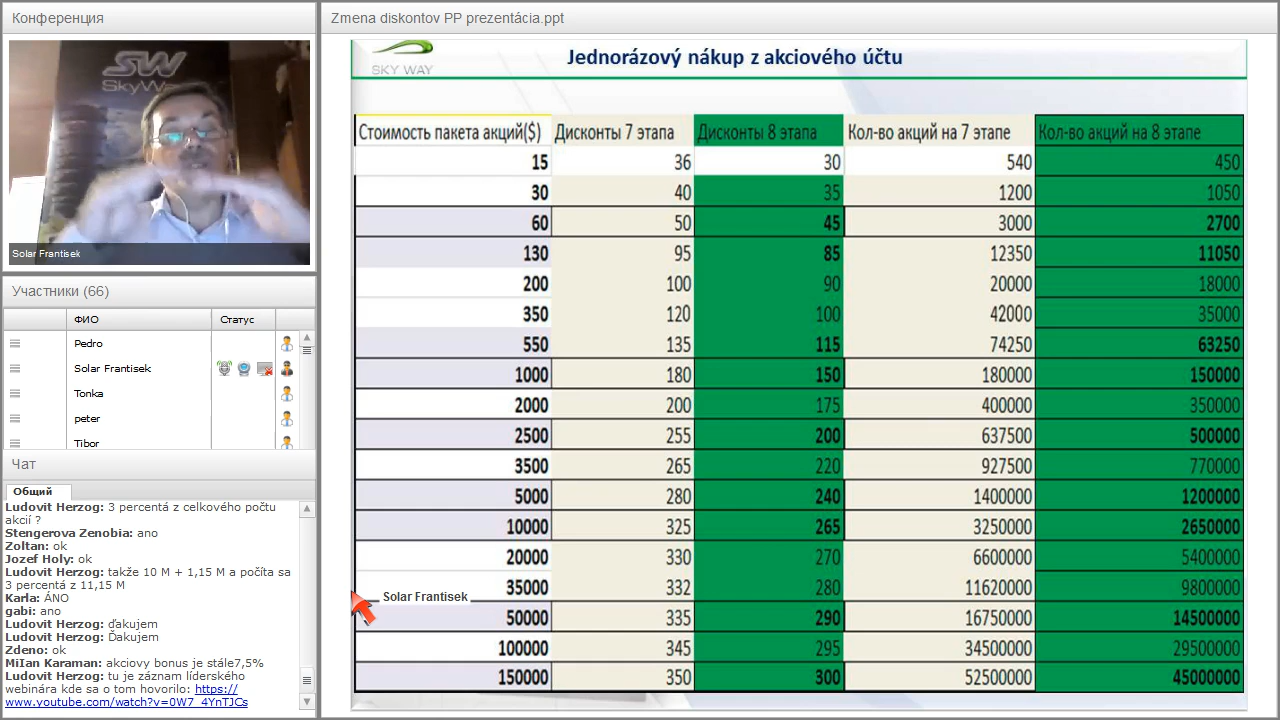 Конференция
SW
SkyW
Solar Frantisek
Участники (66)
ФИО Статус
Pedro
Solar Frantisek
Tonka
peter
Tibor
Чат
Общий
Ludovit Herzog: 3 percentá z celkového počtu
akcií ?
Stengerova Zenobia: ano
Zoltan: ok
Jozef Holy: ok
Ludovit Herzog: takže 10 M + 1,15 M a počíta sa
3 percentá z 11,15 M
Karla: ÁNO
gabi: ano
Ludovit Herzog: ďakujem
Ludovit Herzog: Ďakujem
Zdeno: ok
MiIan Karaman: akciovy bonus je stále7,5%
Ludovit Herzog: tu je záznam líderského
webinára kde sa o tom hovorilo: https://
www.youtube.com/watch?v=0W7_4YnTJCs
Zmena diskontov PP prezentácia.ppt
SKY WAY
Jednorázový nákup z akciového účtu
Стоимость пакета акций($) Дисконты 7 этапа Дисконты 8 этапа Кол-во акций на 7 этапе Кол-во акций на 8 этапе
15 36 30 540 450
30 40 35 1200 1050
60 50 45 3000 2700
130 95 85 12350 11050
200 100 90 20000 18000
350 120 100 42000 35000
550 135 115 74250 63250
1000 180 150 180000 150000
2000 200 175 400000 350000
2500 255 200 637500 500000
3500 265 220 927500 770000
5000 280 240 1400000 1200000
10000 325 265 3250000 2650000
20000 330 270 6600000 5400000
35000 332 280 11620000 9800000
Solar Frantisek
50000 335 290 16750000 14500000
100000 345 295 34500000 29500000
150000 350 300 52500000 45000000